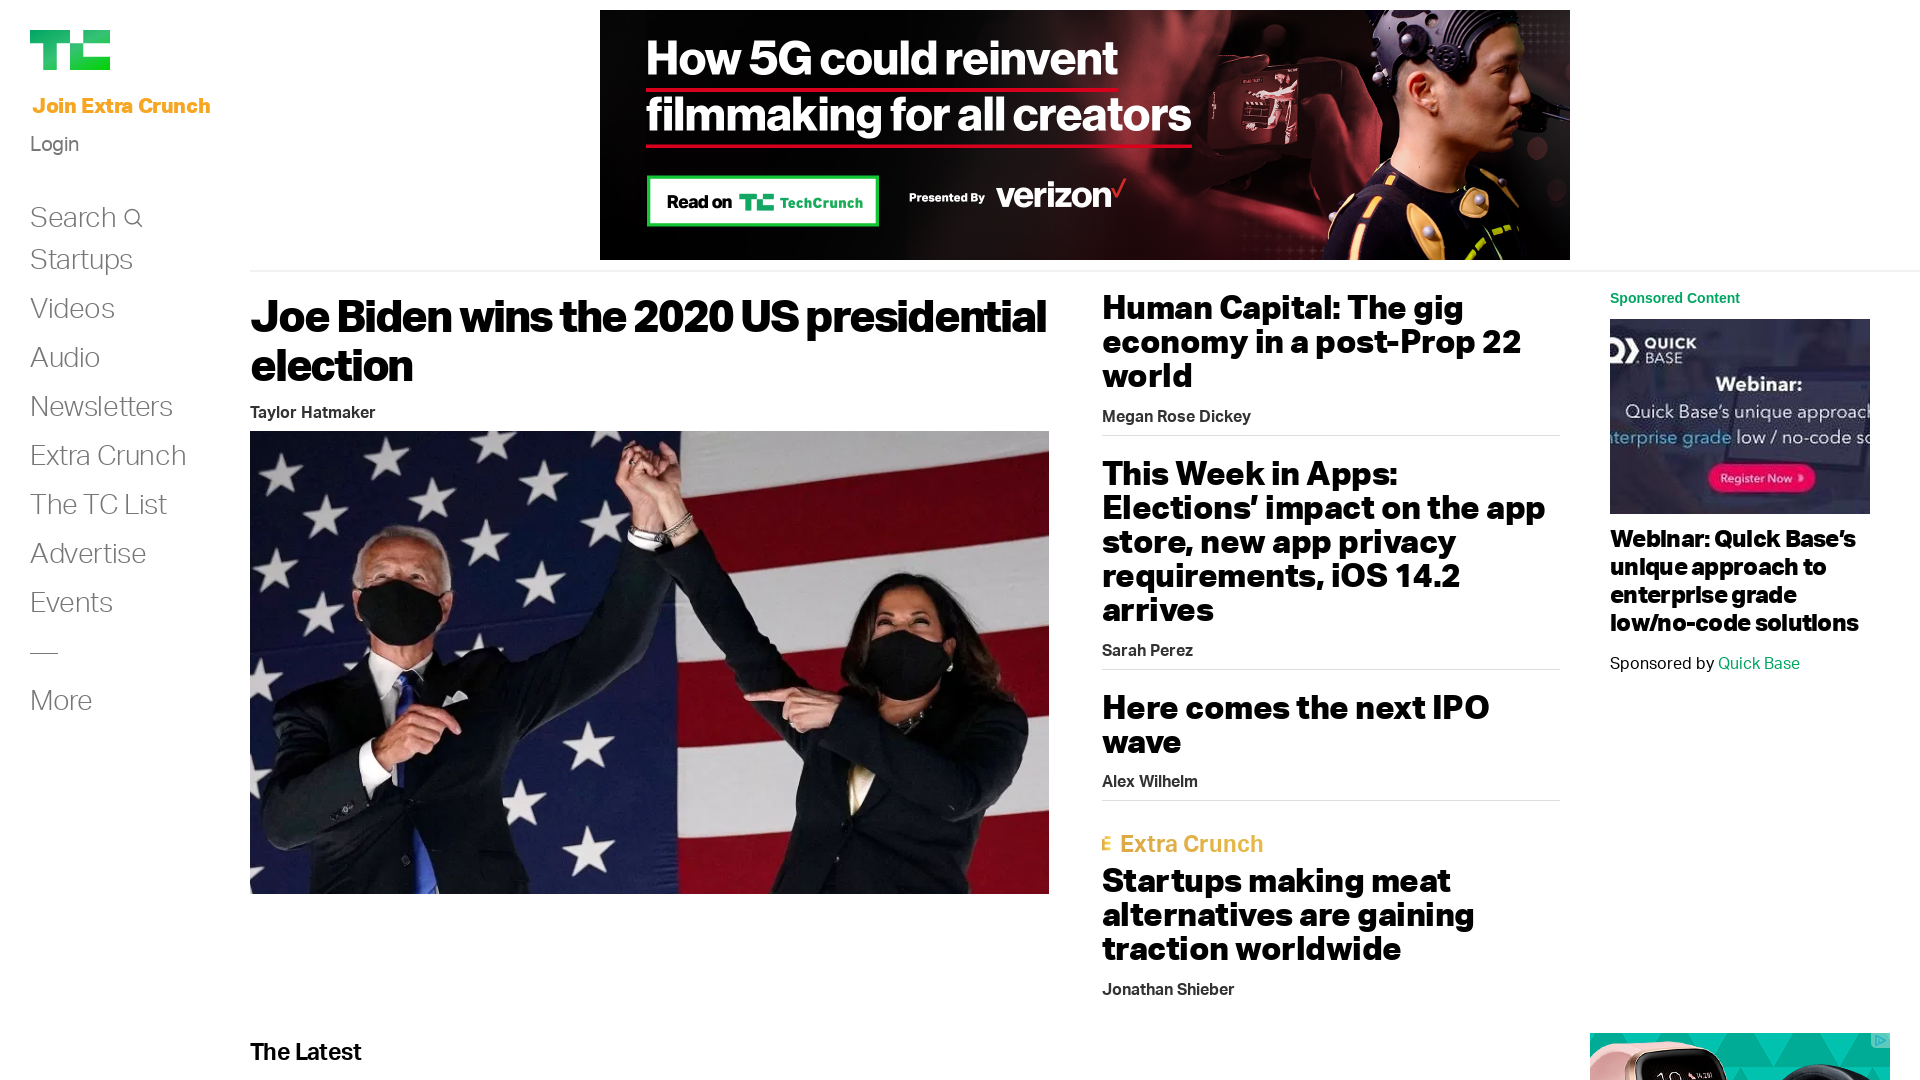 TC
Join Extra Crunch
Login
Search
Startups
Videos
Audio
Newsletters
Extra Crunch
The TC List
Advertise
Events
—
More
How 5G could reinvent
filmmaking for all creators
Read on TC TechCrunch
Presented By verizon✓
Joe Biden wins the 2020 US presidential
election
Taylor Hatmaker
Human Capital: The gig
economy in a post-Prop 22
world
Megan Rose Dickey
This Week in Apps:
Elections’ impact on the app
store, new app privacy
requirements, iOS 14.2
arrives
Sarah Perez
Here comes the next IPO
wave
Alex Wilhelm
Extra Crunch
Startups making meat
alternatives are gaining
traction worldwide
Jonathan Shieber
Sponsored Content
QUICK
BASE
Webinar:
Quick Base’s unique approach
nterprise grade low / no-code so
Register Now
Webinar: Quick Base’s
unique approach to
enterprise grade
low/no-code solutions
Sponsored by Quick Base
The Latest